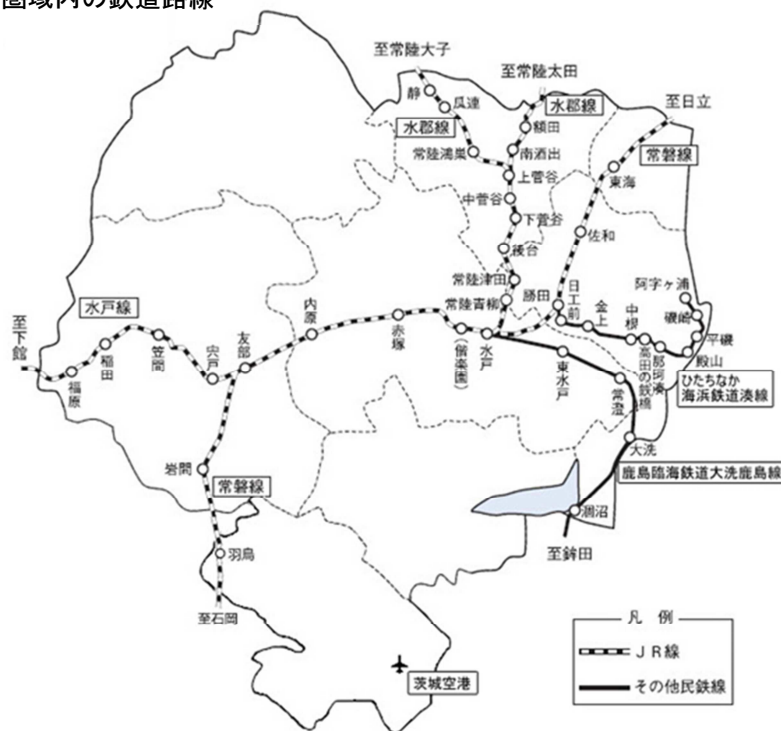 圏域内の鉄道路線
至常陸大子
至常陸太田
至日立
静
瓜連
水郡線
水郡線
額田
常磐線
常陸鴻巣
南酒出
上菅谷
東海
中菅谷
下菅谷
佐和
後台
常陸津田
阿字ヶ浦
水戸線
常陸青柳
勝田
日工前
金上
中根
磯崎
至下館
内原
赤塚
平磯
笠間
友部
(偕楽園)
水戸
高田の鉄橋
那珂湊
殿山
稲田
宍戸
東水戸
福原
ひたちなか
海浜鉄道湊線
常澄
大洗
岩間
常磐線
鹿島臨海鉄道大洗鹿島線
涸沼
羽鳥
至鉾田
至石岡
凡 例
JR線
その他民鉄線
茨城空港